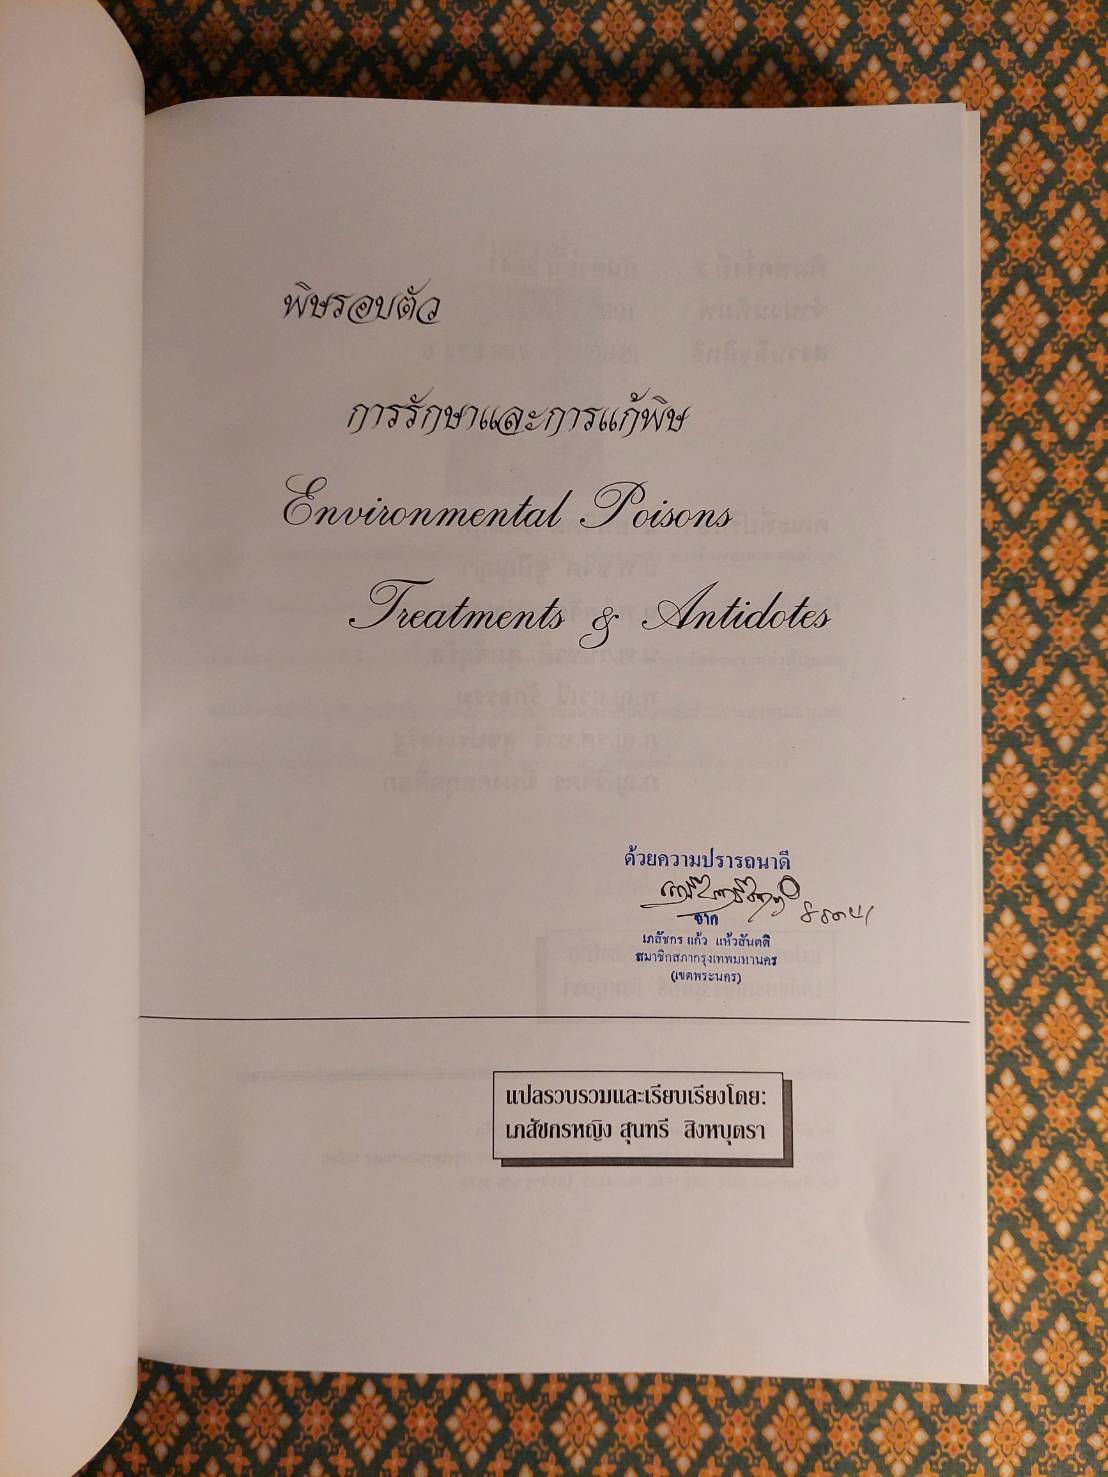 พิษรอบตัว
การรักษาและการแก้พิษ
Environmental Poisons
Treatments & Antidotes
ด้วยความปรารถนาดี
จาก
เภสัชกร แก้ว แห้วสันตติ
สมาชิกสภากรุงเทพมหานคร
(เขตพระนคร)
แปลรวบรวมและเรียบเรียงโดย:
เภสัชกรหญิง สุนทรี สิงหบุตรา